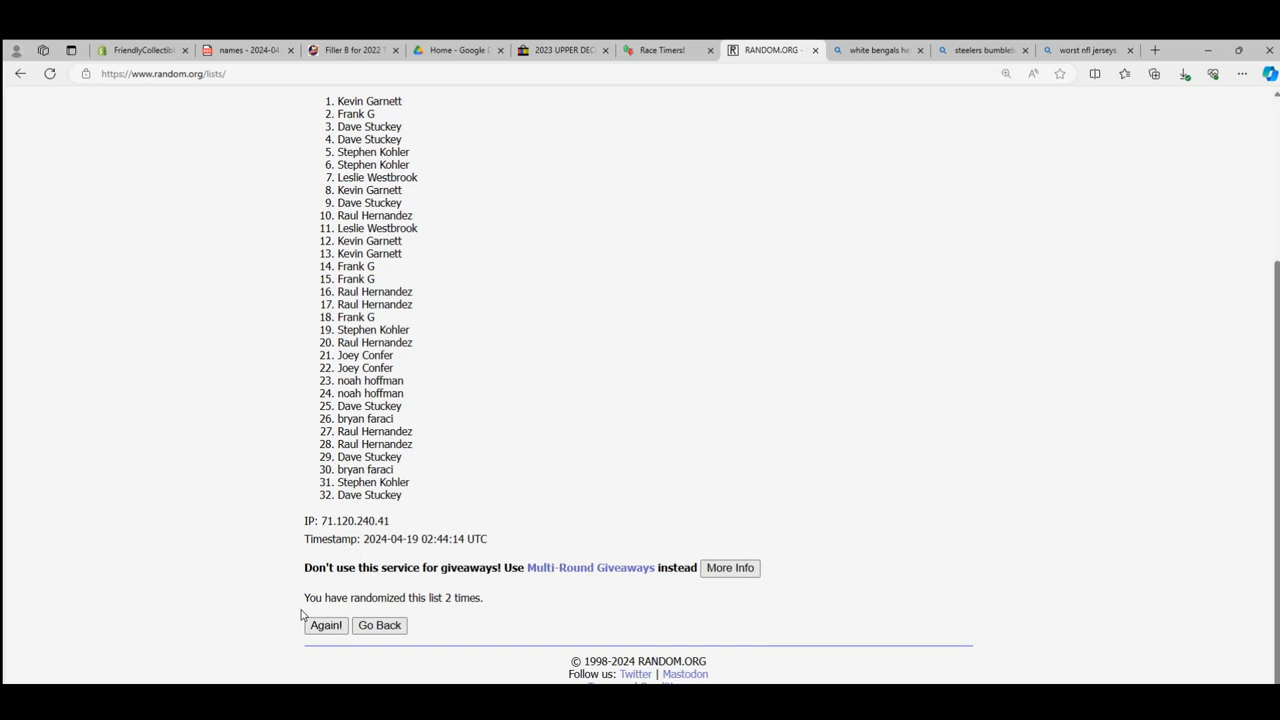 FriendlyCollectibl
names - 2024-04-
Filler B for 2022 T
Home - Google D
2023 UPPER DEC
Race Timers!
RANDOM.ORG -
white bengals he
steelers bumbleb
worst nfl jerseys
https://www.random.org/lists/
1. Kevin Garnett
2. Frank G
3. Dave Stuckey
4. Dave Stuckey
5. Stephen Kohler
6. Stephen Kohler
7. Leslie Westbrook
8. Kevin Garnett
9. Dave Stuckey
10. Raul Hernandez
11. Leslie Westbrook
12. Kevin Garnett
13. Kevin Garnett
14. Frank G
15. Frank G
16. Raul Hernandez
17. Raul Hernandez
18. Frank G
19. Stephen Kohler
20. Raul Hernandez
21. Joey Confer
22. Joey Confer
23. noah hoffman
24. noah hoffman
25. Dave Stuckey
26. bryan faraci
27. Raul Hernandez
28. Raul Hernandez
29. Dave Stuckey
30. bryan faraci
31. Stephen Kohler
32. Dave Stuckey
IP: 71.120.240.41
Timestamp: 2024-04-19 02:44:14 UTC
Don't use this service for giveaways! Use Multi-Round Giveaways instead More Info
You have randomized this list 2 times.
Again! Go Back
© 1998-2024 RANDOM.ORG
Follow us: Twitter | Mastodon